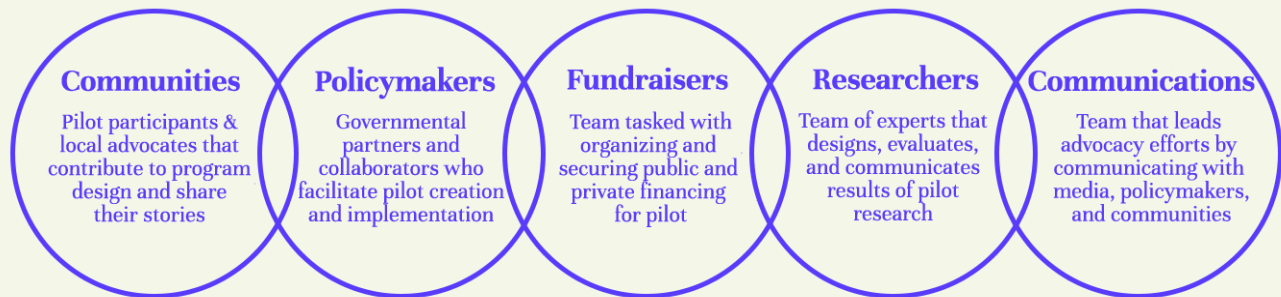 Communities
Pilot participants &
local advocates that
contribute to program
design and share
their stories
Policymakers
Governmental
partners and
collaborators who
facilitate pilot creation
and implementation
Fundraisers
Team tasked with
organizing and
securing public and
private financing
for pilot
Researchers
Team of experts that
designs, evaluates,
and communicates
results of pilot
research
Communications
Team that leads
advocacy efforts by
communicating with
media, policymakers,
and communities